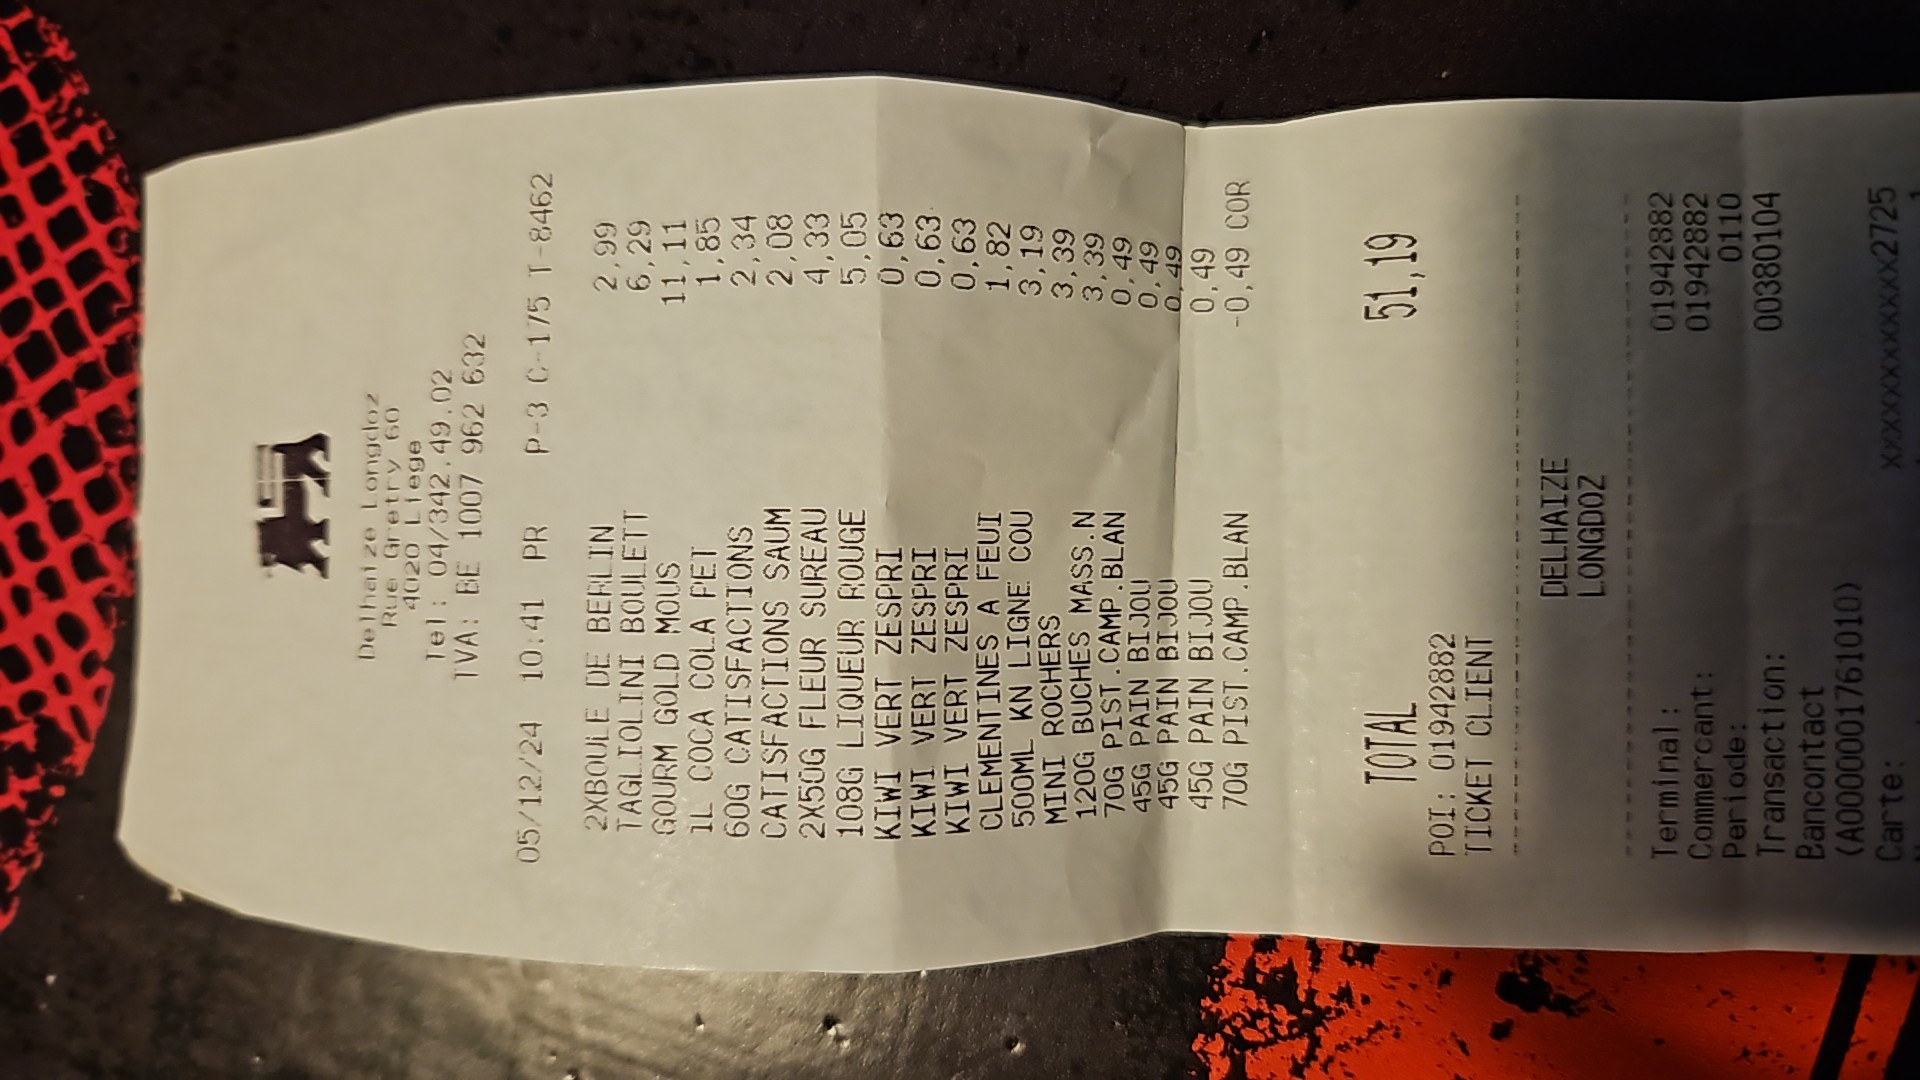 Delhaize Longdoz
Rue Gretry 60
4020 Liege
Tel: 04/342.49.02
TVA: BE 1007 962 632
05/12/24 10:41 PR P-3 C-175 T-8462
2XBOULE DE BERLIN 2,99
TAGLIOLINI BOULETT 6,29
GOURM GOLD MOUS 11,11
1L COCA COLA PET 1,85
60G CATISFACTIONS 2,34
CATISFACTIONS SAUM 2,08
2X50G FLEUR SUREAU 4,33
108G LIQUEUR ROUGE 5,05
KIWI VERT ZESPRI 0,63
KIWI VERT ZESPRI 0,63
KIWI VERT ZESPRI 0,63
CLEMENTINES A FEUI 1,82
500ML KN LIGNE COU 3,19
MINI ROCHERS 3,39
120G BUCHES MASS.N 3,39
70G PIST.CAMP.BLAN 0,49
45G PAIN BIJOU 0,49
45G PAIN BIJOU 0,49
45G PAIN BIJOU 0,49
70G PIST.CAMP.BLAN -0,49 COR
TOTAL 51,19
POI: 01942882
TICKET CLIENT
DELHAIZE
LONGDOZ
Terminal: 01942882
Commercant: 01942882
Periode: 0110
Transaction: 00380104
Bancontact
(A0000001761010)
Carte: xxxxxxxxxxxxx2725